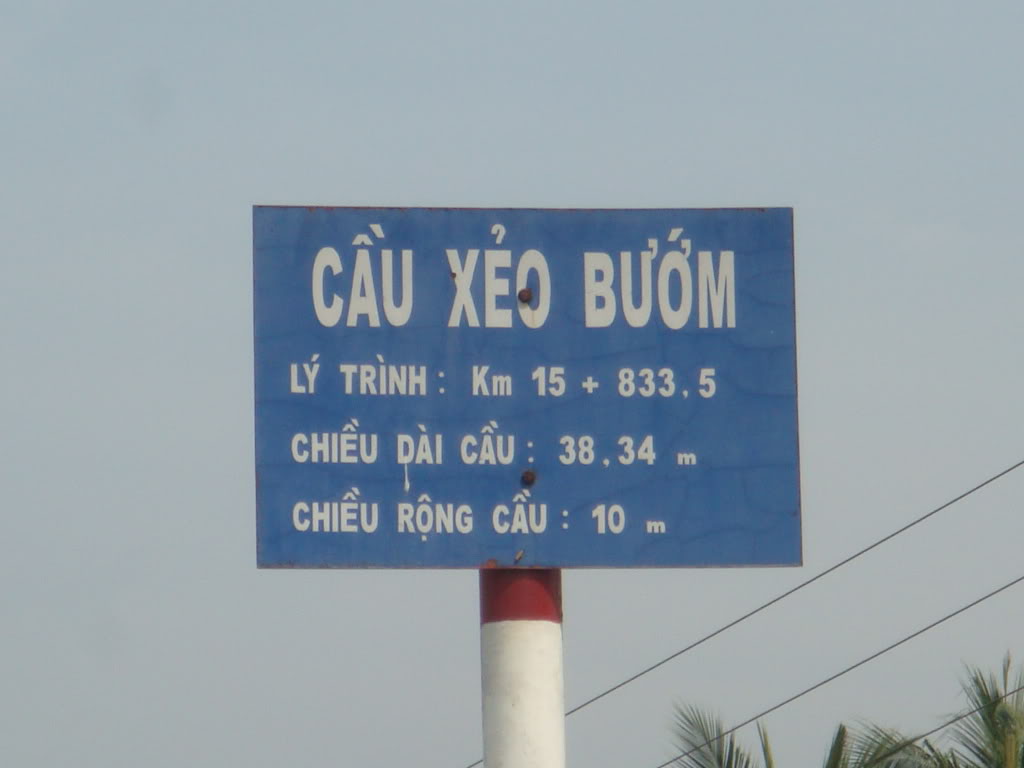 CẦU XẺO BƯỚM
LÝ TRÌNH : Km 15 + 833,5
CHIỀU DÀI CẦU : 38,34 m
CHIỀU RỘNG CẦU : 10 m